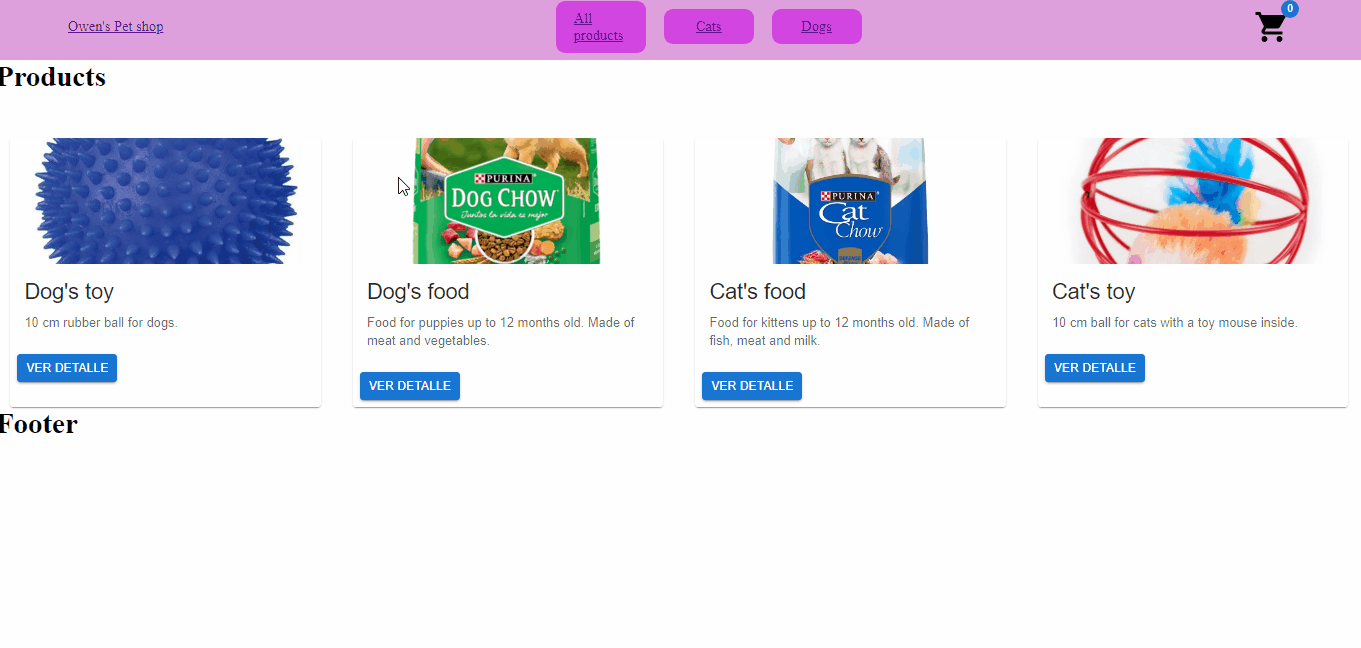 Owen's Pet shop
All
products
Cats
Dogs
0
Products
PURINA
DOG CHOW
Juntos la vida es mejor
PURINA
Cat
Chow
Dog's toy
10 cm rubber ball for dogs.
VER DETALLE
Dog's food
Food for puppies up to 12 months old. Made of
meat and vegetables.
VER DETALLE
Cat's food
Food for kittens up to 12 months old. Made of
fish, meat and milk.
VER DETALLE
Cat's toy
10 cm ball for cats with a toy mouse inside.
VER DETALLE
Footer